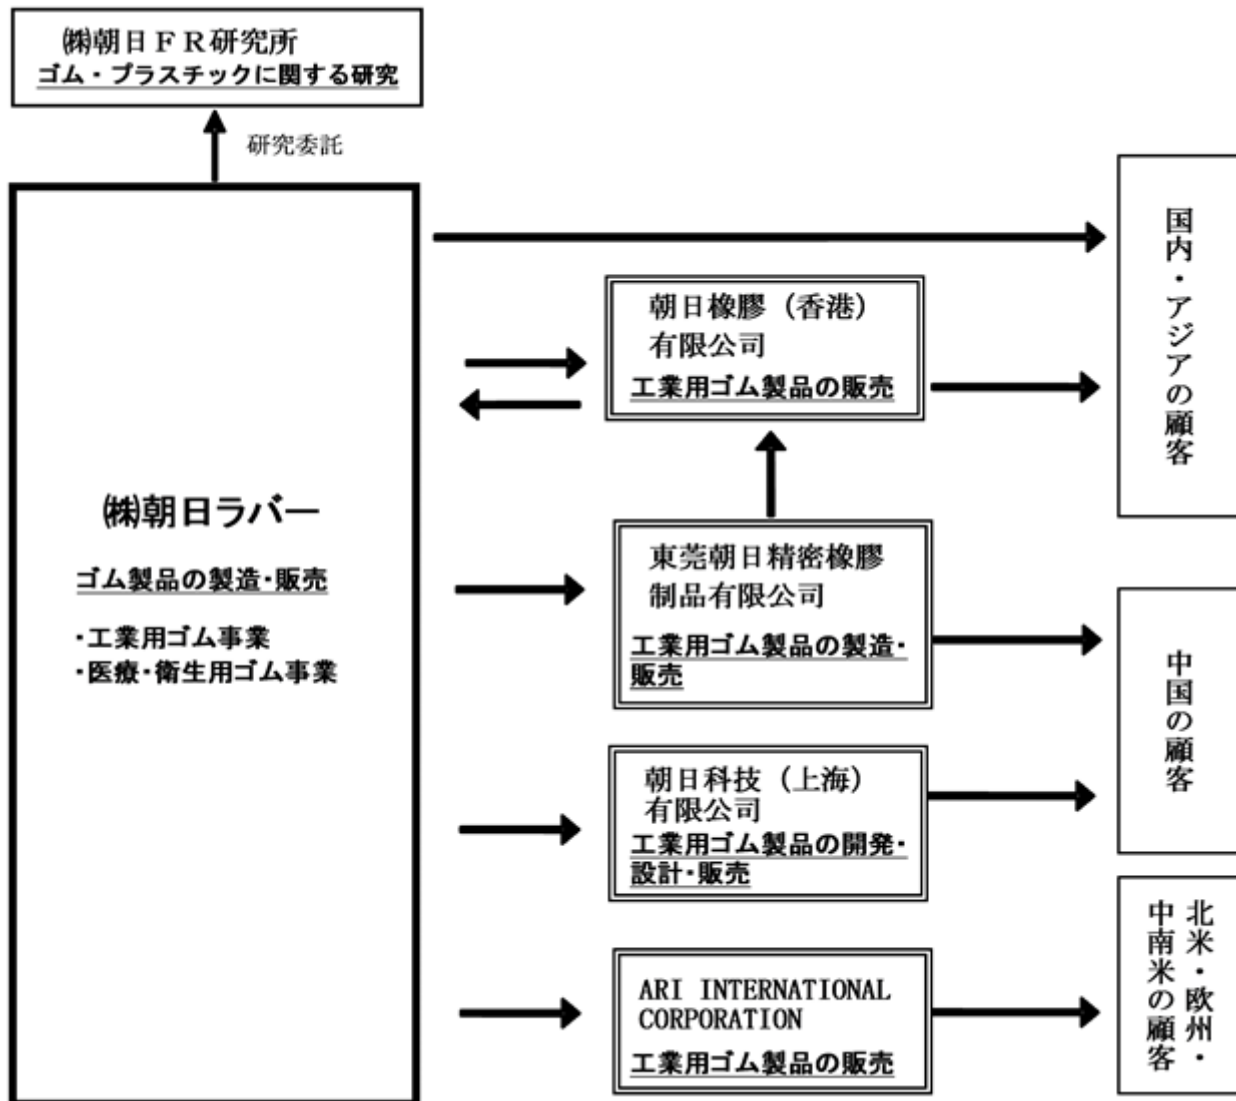 ㈱朝日ＦＲ研究所
ゴム・プラスチックに関する研究
研究委託
㈱朝日ラバー
ゴム製品の製造・販売
・工業用ゴム事業
・医療・衛生用ゴム事業
朝日橡膠（香港）
有限公司
工業用ゴム製品の販売
東莞朝日精密橡膠
制品有限公司
工業用ゴム製品の製造・
販売
朝日科技（上海）
有限公司
工業用ゴム製品の開発・
設計・販売
ARI INTERNATIONAL
CORPORATION
工業用ゴム製品の販売
国内・アジアの顧客
中国の顧客
北米・欧州・
中南米の顧客